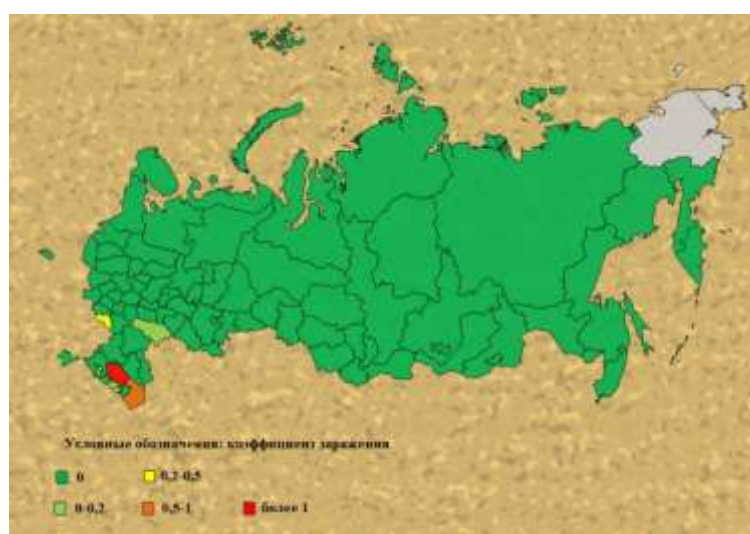 Условные обозначения: коэффициент заражения
0
0,2-0,5
0-0,2
0,5-1
более 1